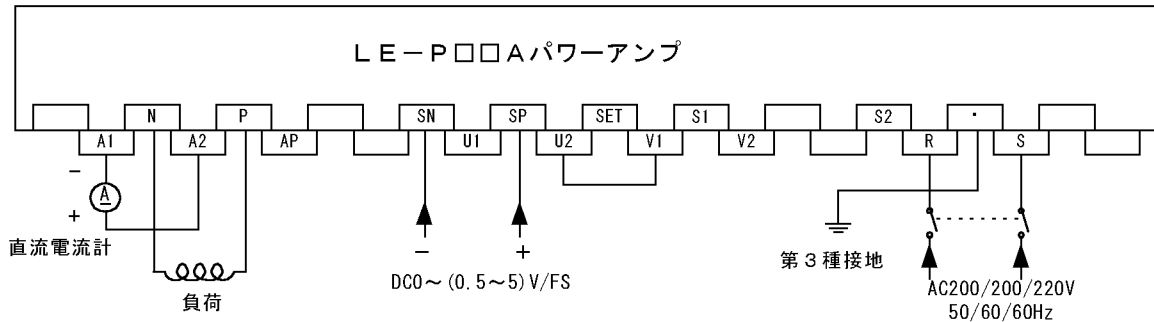 LE-P□□Aパワーアンプ
N P SN SP SET S1 S2 ・
A1 A2 AP U1 U2 V1 V2 R S
-
A
+
直流電流計
負荷
- +
DC0~(0.5~5)V/FS
第3種接地
AC200/200/220V
50/60/60Hz